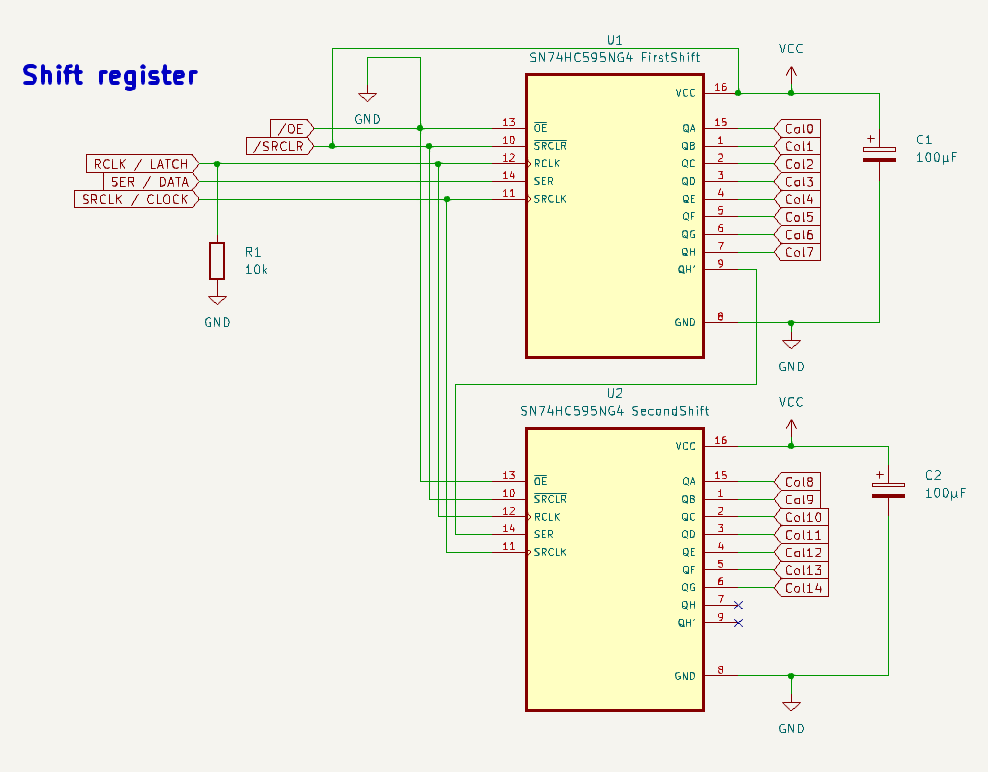 Shift register
U1
SN74HC595NG4 FirstShift
VCC
GND
/OE
/SRCLR
RCLK / LATCH
SER / DATA
SRCLK / CLOCK
13
10
12
14
11
OE
SRCLR
RCLK
SER
SRCLK
VCC
QA
QB
QC
QD
QE
QF
QG
QH
QH'
GND
16
15
1
2
3
4
5
6
7
9
8
Col0
Col1
Col2
Col3
Col4
Col5
Col6
Col7
C1
100µF
R1
10k
GND
GND
U2
SN74HC595NG4 SecondShift
VCC
13
10
12
14
11
OE
SRCLR
RCLK
SER
SRCLK
VCC
QA
QB
QC
QD
QE
QF
QG
QH
QH'
GND
16
15
1
2
3
4
5
6
7
9
8
Col8
Col9
Col10
Col11
Col12
Col13
Col14
C2
100µF
GND